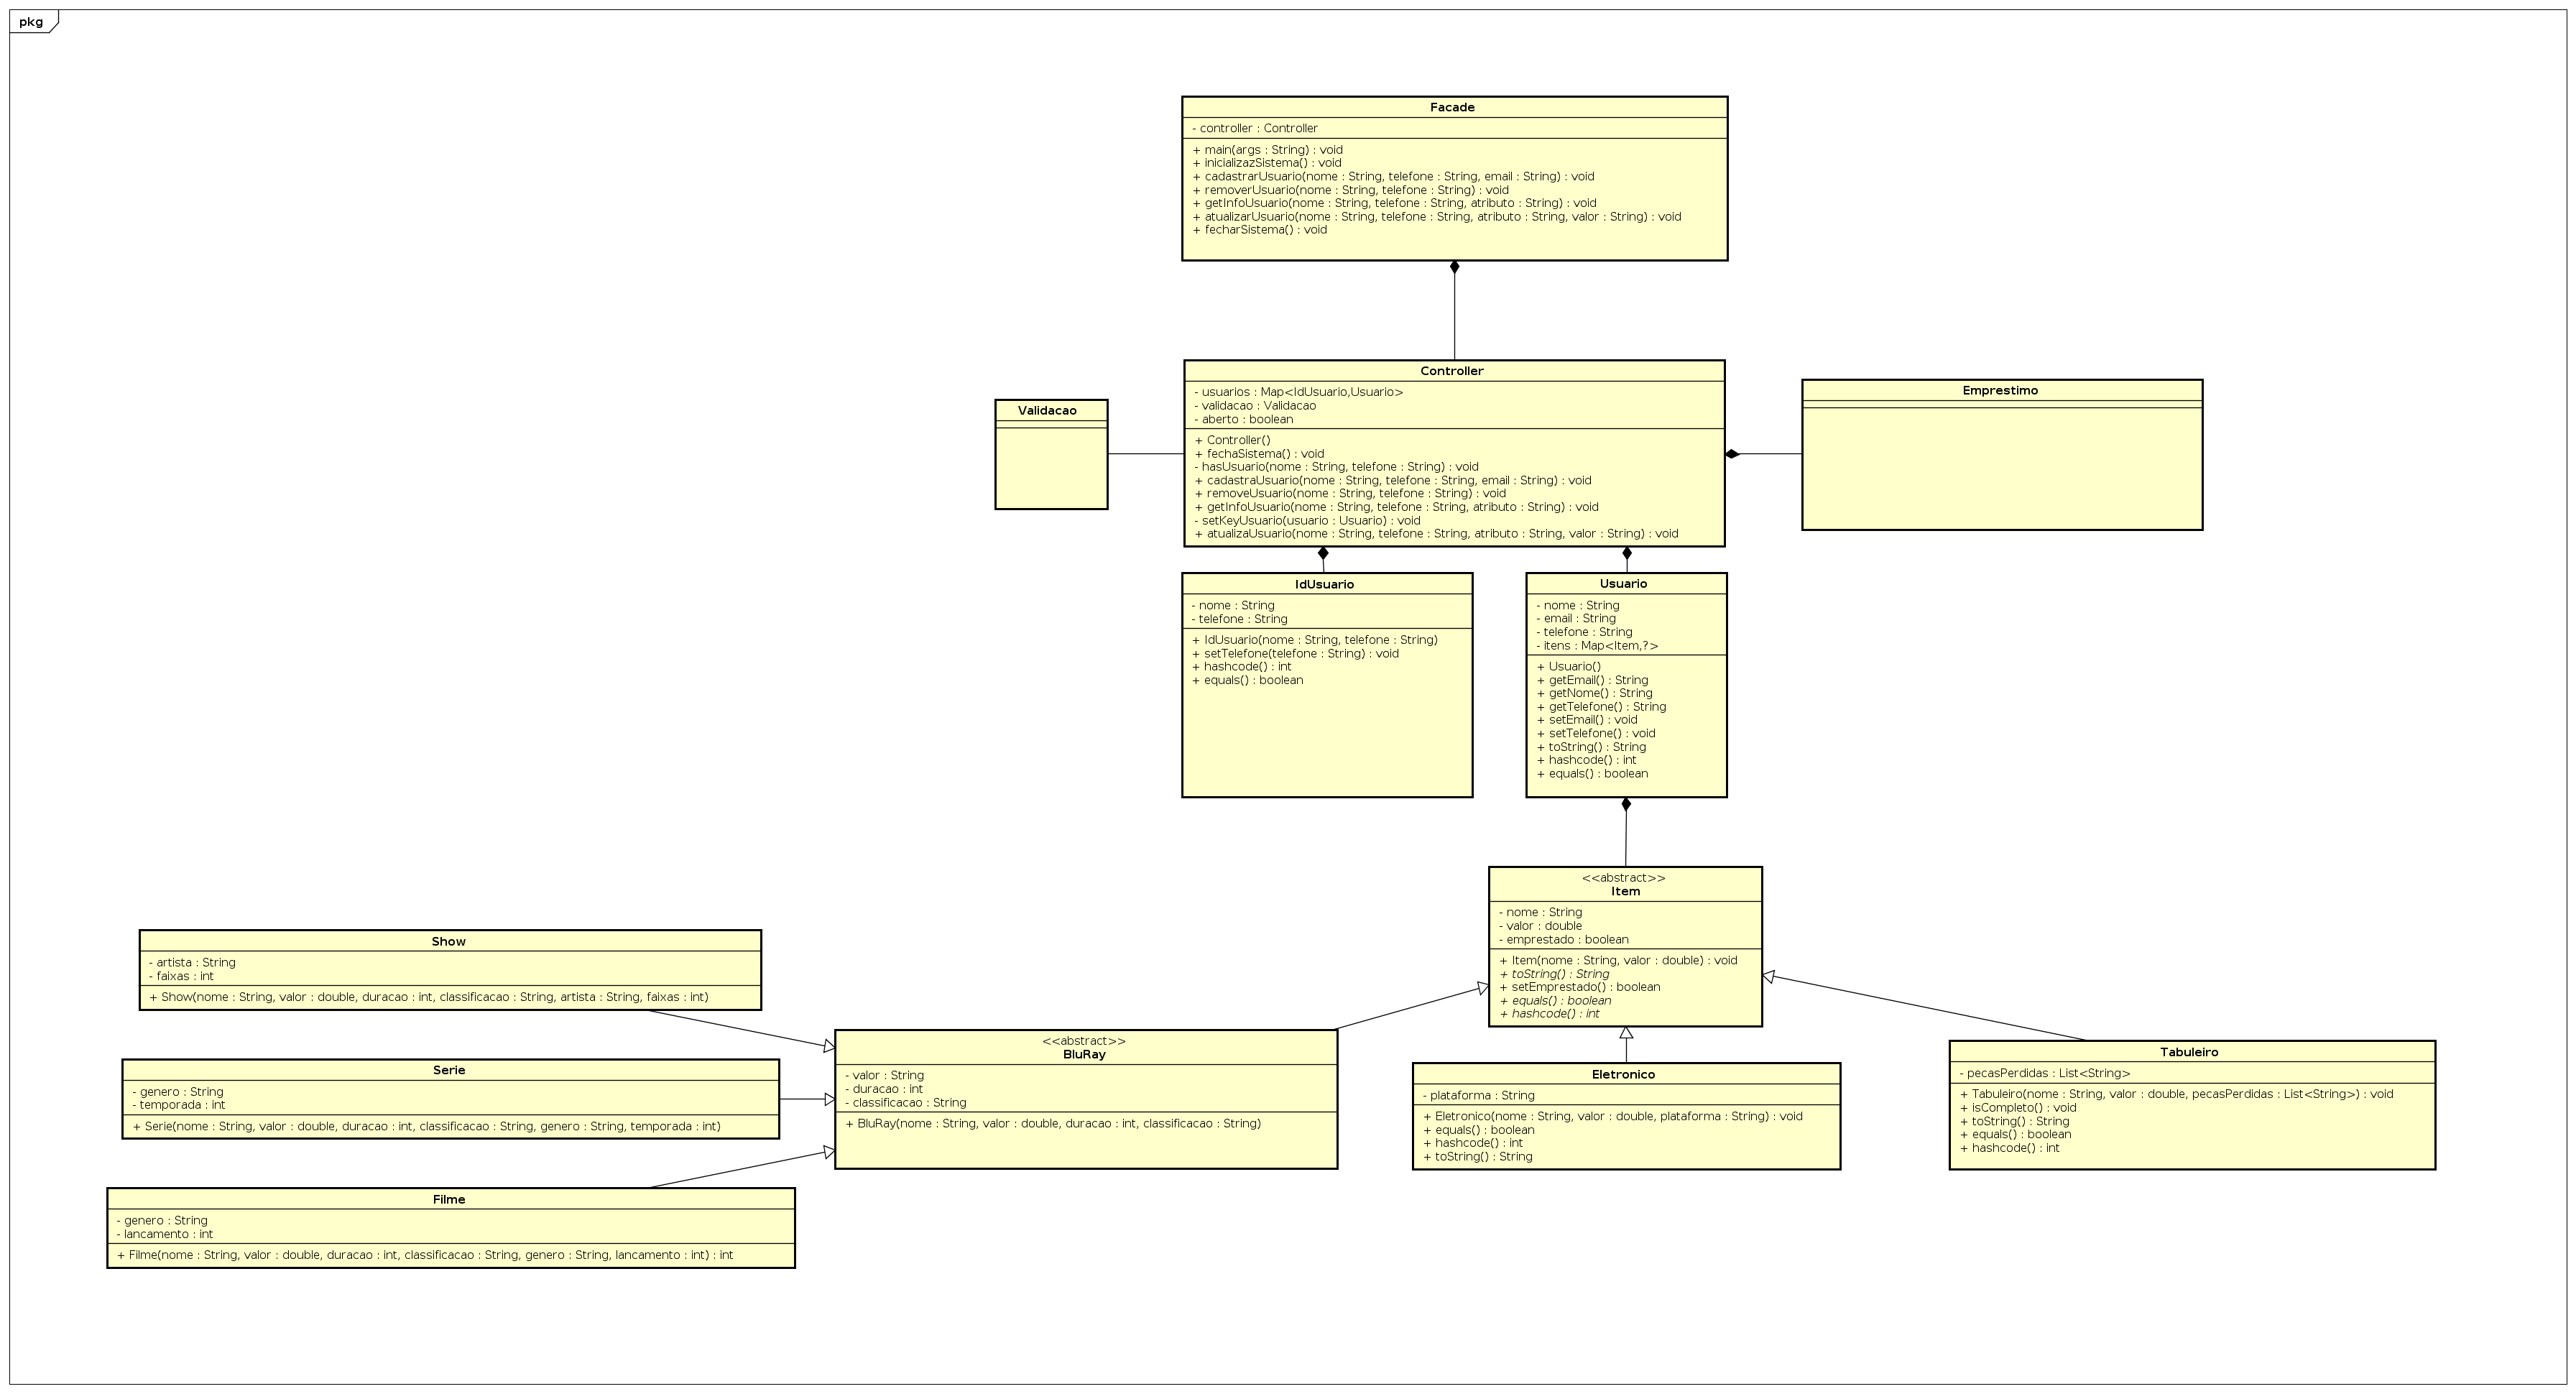 pkg
Facade
- controller : Controller
+ main(args : String) : void
+ inicializazSistema() : void
+ cadastrarUsuario(nome : String, telefone : String, email : String) : void
+ removerUsuario(nome : String, telefone : String) : void
+ getInfoUsuario(nome : String, telefone : String, atributo : String) : void
+ atualizarUsuario(nome : String, telefone : String, atributo : String, valor : String) : void
+ fecharSistema() : void
Controller
- usuarios : Map<IdUsuario,Usuario>
- validacao : Validacao
- aberto : boolean
+ Controller()
+ fechaSistema() : void
- hasUsuario(nome : String, telefone : String) : void
+ cadastraUsuario(nome : String, telefone : String, email : String) : void
+ removeUsuario(nome : String, telefone : String) : void
+ getInfoUsuario(nome : String, telefone : String, atributo : String) : void
- setKeyUsuario(usuario : Usuario) : void
+ atualizaUsuario(nome : String, telefone : String, atributo : String, valor : String) : void
Validacao
Emprestimo
IdUsuario
- nome : String
- telefone : String
+ IdUsuario(nome : String, telefone : String)
+ setTelefone(telefone : String) : void
+ hashcode() : int
+ equals() : boolean
Usuario
- nome : String
- email : String
- telefone : String
- itens : Map<Item,?>
+ Usuario()
+ getEmail() : String
+ getNome() : String
+ getTelefone() : String
+ setEmail() : void
+ setTelefone() : void
+ toString() : String
+ hashcode() : int
+ equals() : boolean
<<abstract>>
Item
- nome : String
- valor : double
- emprestado : boolean
+ Item(nome : String, valor : double) : void
+ toString() : String
+ setEmprestado() : boolean
+ equals() : boolean
+ hashcode() : int
Show
- artista : String
- faixas : int
+ Show(nome : String, valor : double, duracao : int, classificacao : String, artista : String, faixas : int)
Serie
- genero : String
- temporada : int
+ Serie(nome : String, valor : double, duracao : int, classificacao : String, genero : String, temporada : int)
Filme
- genero : String
- lancamento : int
+ Filme(nome : String, valor : double, duracao : int, classificacao : String, genero : String, lancamento : int) : int
<<abstract>>
BluRay
- valor : String
- duracao : int
- classificacao : String
+ BluRay(nome : String, valor : double, duracao : int, classificacao : String)
Eletronico
- plataforma : String
+ Eletronico(nome : String, valor : double, plataforma : String) : void
+ equals() : boolean
+ hashcode() : int
+ toString() : String
Tabuleiro
- pecasPerdidas : List<String>
+ Tabuleiro(nome : String, valor : double, pecasPerdidas : List<String>) : void
+ isCompleto() : void
+ toString() : String
+ equals() : boolean
+ hashcode() : int